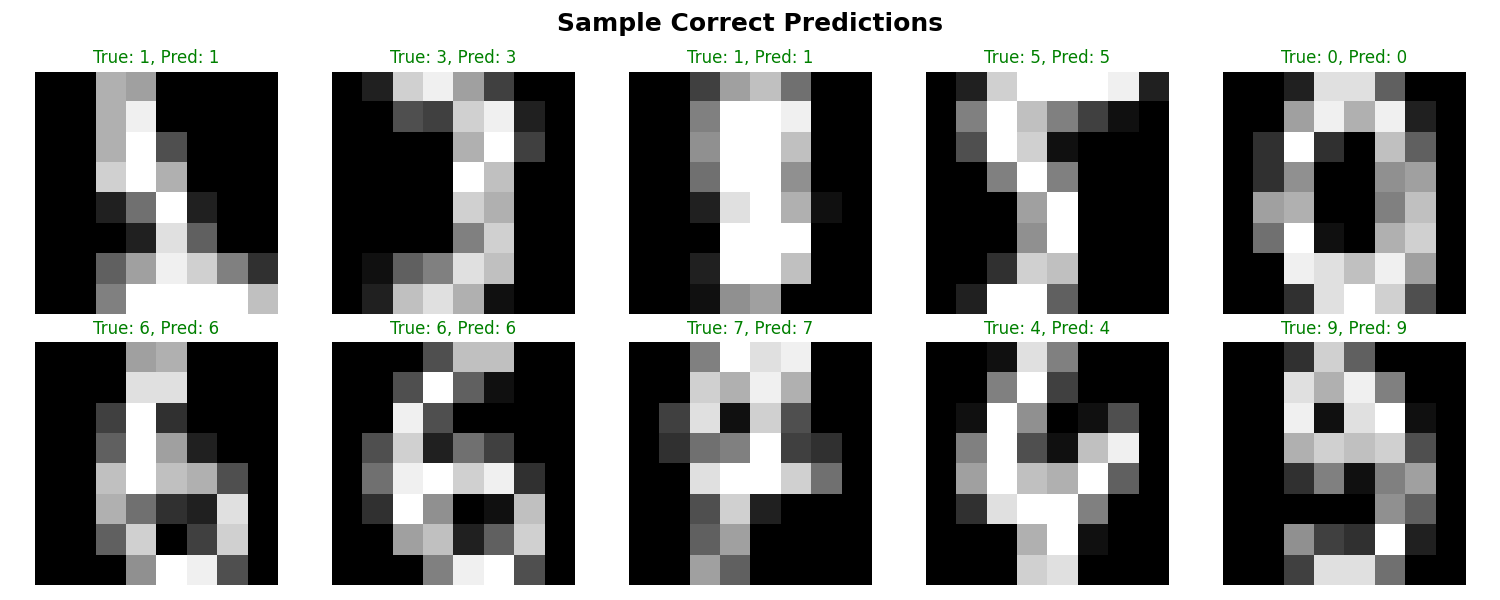 Sample Correct Predictions
True: 1, Pred: 1
True: 3, Pred: 3
True: 1, Pred: 1
True: 5, Pred: 5
True: 0, Pred: 0
True: 6, Pred: 6
True: 6, Pred: 6
True: 7, Pred: 7
True: 4, Pred: 4
True: 9, Pred: 9